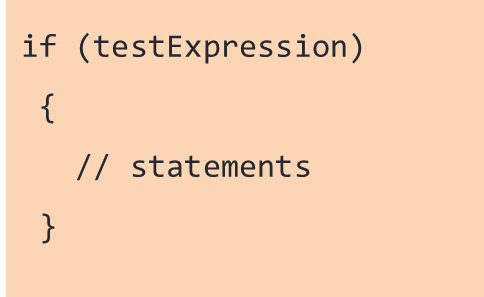 if (testExpression)
{
// statements
}